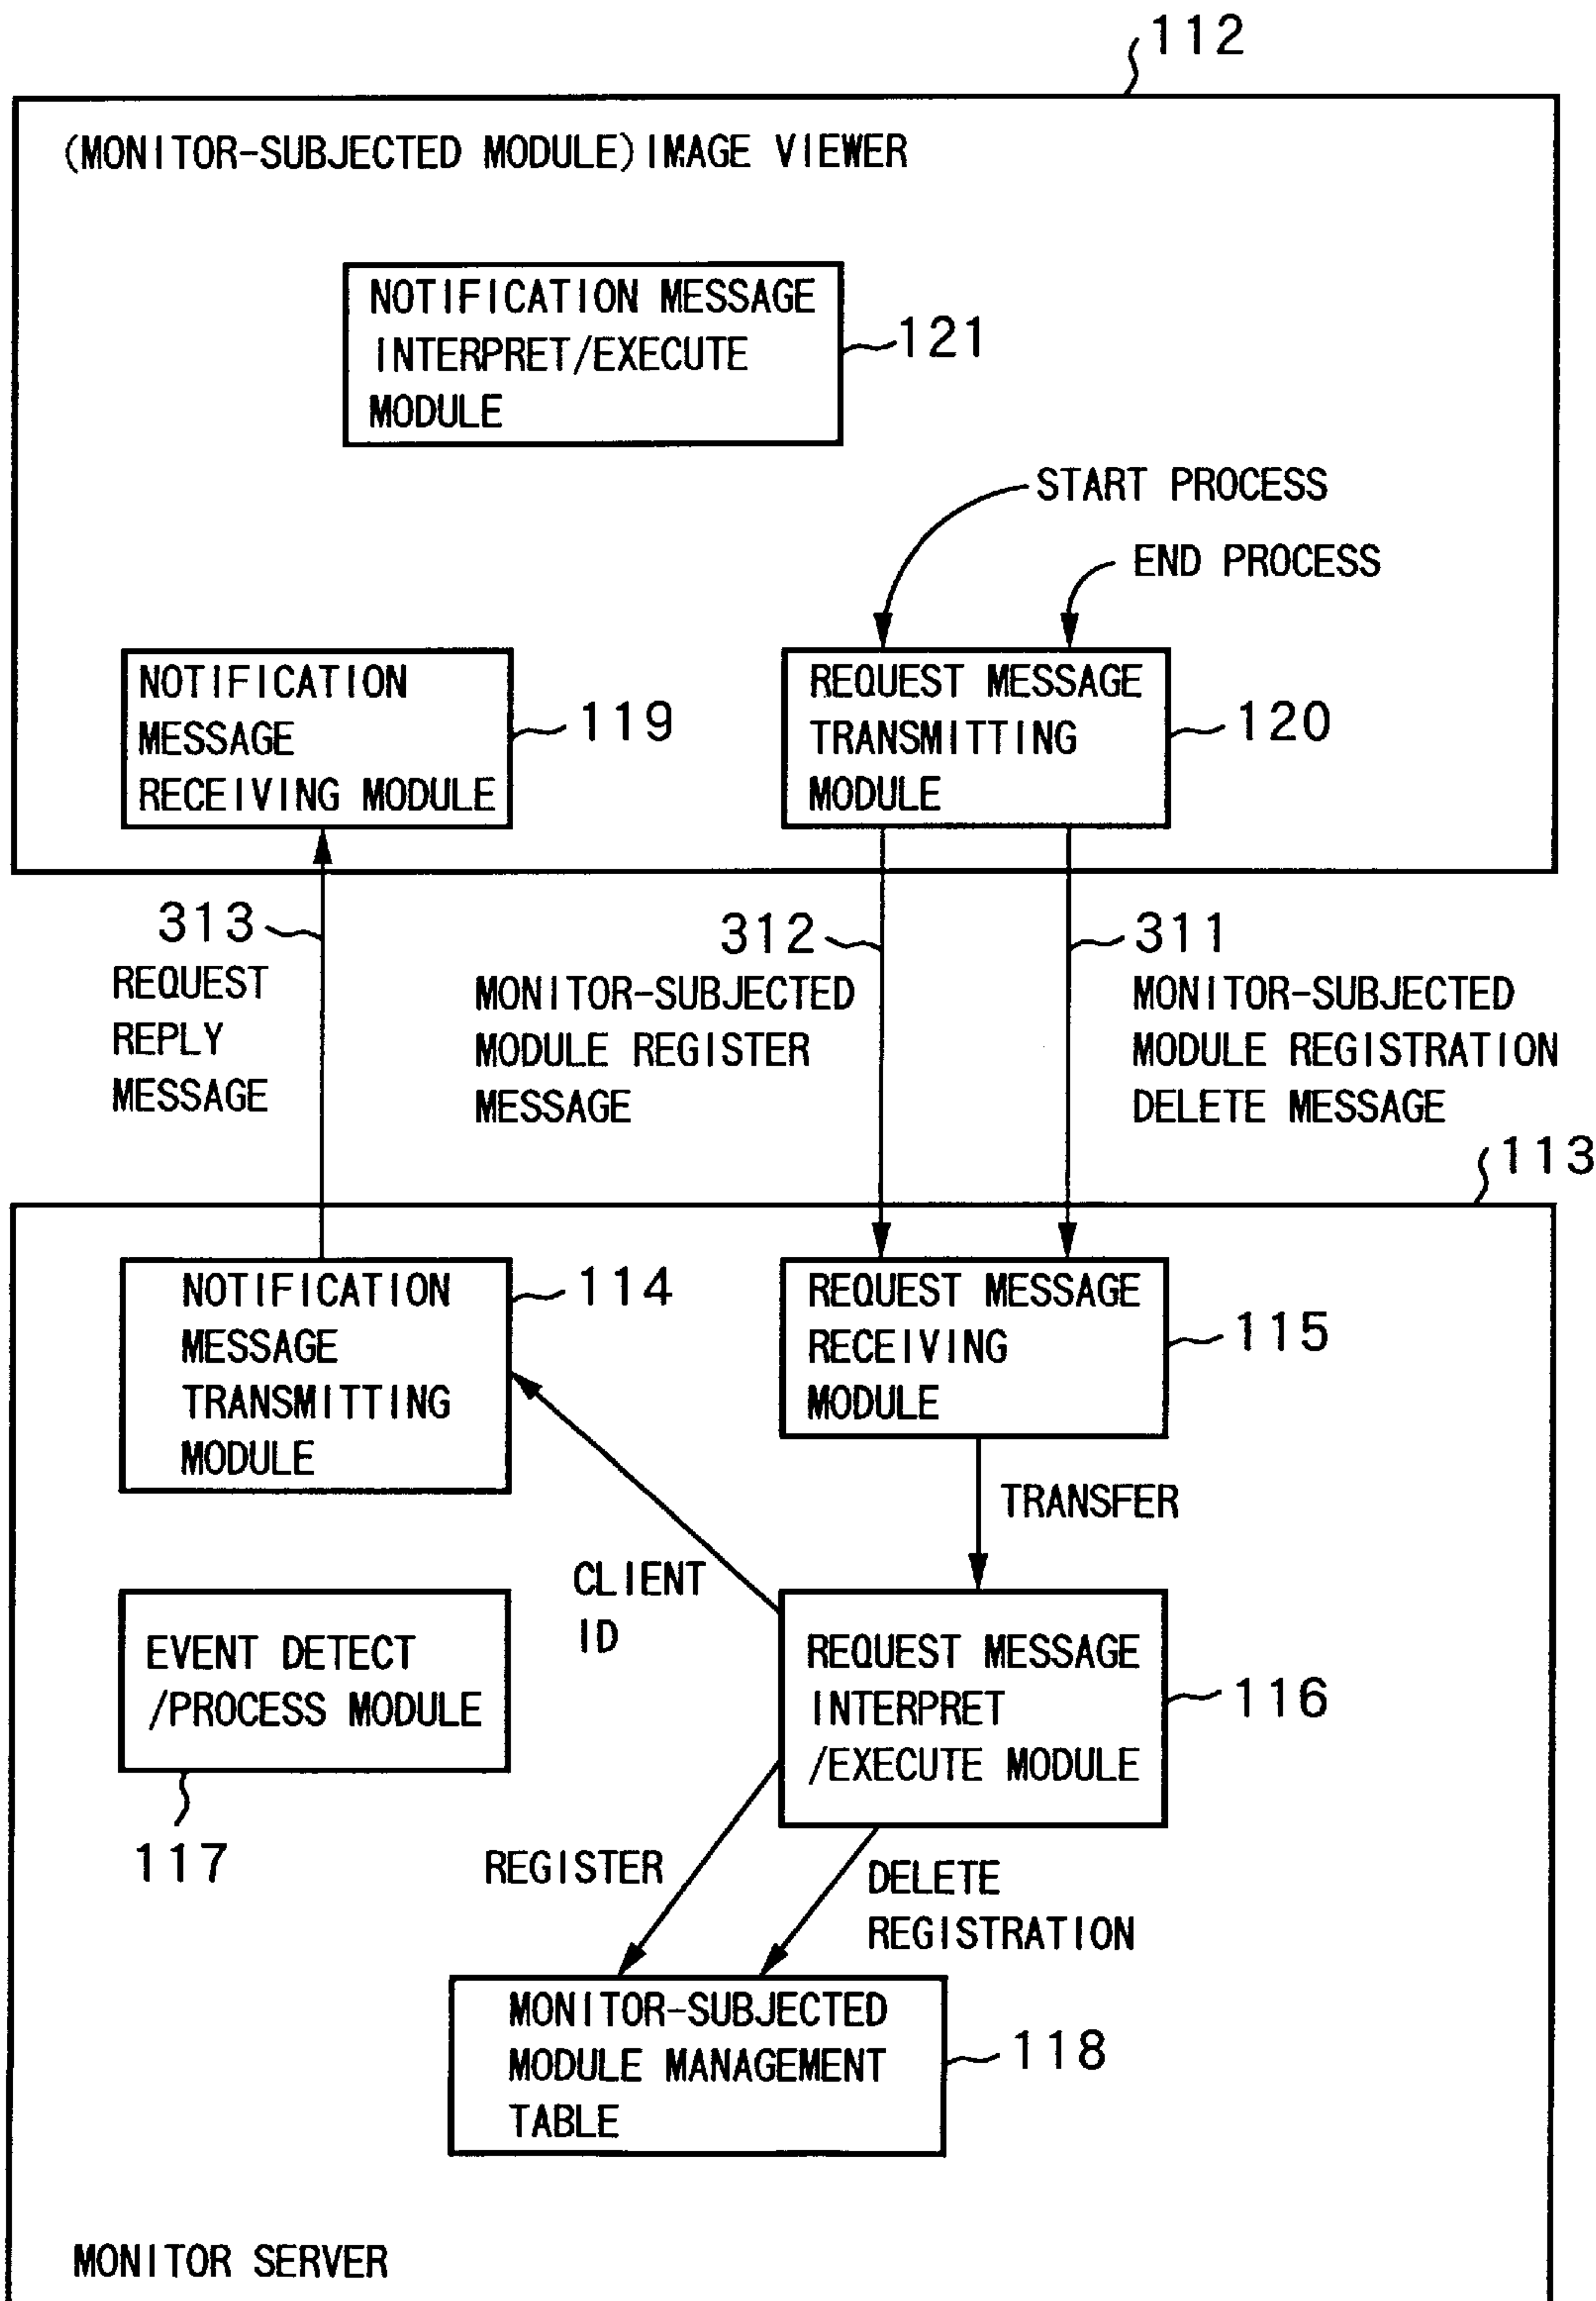 112
(MONITOR-SUBJECTED MODULE)IMAGE VIEWER
NOTIFICATION MESSAGE
INTERPRET/EXECUTE
MODULE
121
START PROCESS
END PROCESS
NOTIFICATION
MESSAGE
RECEIVING MODULE
119
REQUEST MESSAGE
TRANSMITTING
MODULE
120
313
REQUEST
REPLY
MESSAGE
312
MONITOR-SUBJECTED
MODULE REGISTER
MESSAGE
311
MONITOR-SUBJECTED
MODULE REGISTRATION
DELETE MESSAGE
113
NOTIFICATION
MESSAGE
TRANSMITTING
MODULE
114
REQUEST MESSAGE
RECEIVING
MODULE
115
TRANSFER
CLIENT
ID
EVENT DETECT
/PROCESS MODULE
117
REQUEST MESSAGE
INTERPRET
/EXECUTE MODULE
116
REGISTER
DELETE
REGISTRATION
MONITOR-SUBJECTED
MODULE MANAGEMENT
TABLE
118
MONITOR SERVER